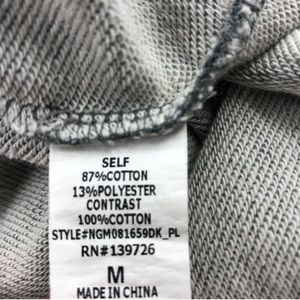 SELF
87%COTTON
13%POLYESTER
CONTRAST
100%COTTON
STYLE#NGM081659DK_PL
RN#139726
M
MADE IN CHINA